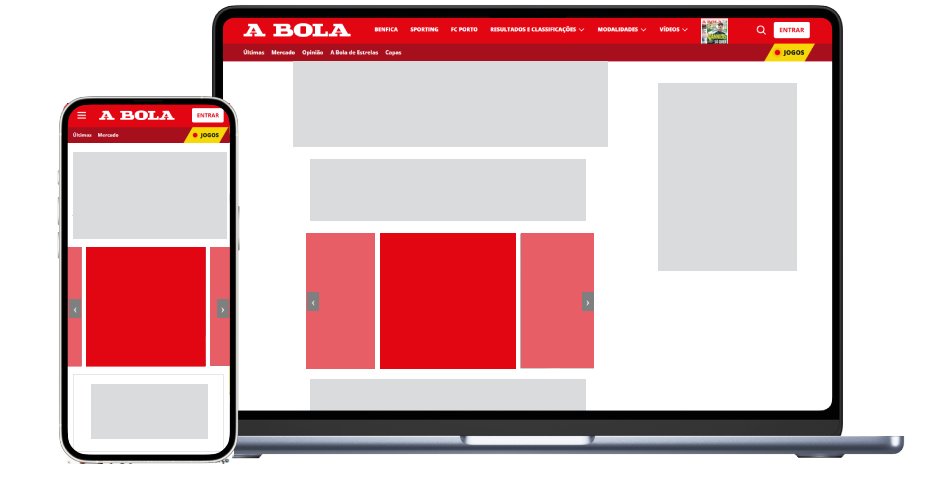 A BOLA
BENFICA SPORTING FC PORTO RESULTADOS E CLASSIFICAÇÕES MODALIDADES VÍDEOS ENTRAR
Últimas Mercado Opinião A Bola de Estrelas Capas JOGOS
A BOLA ENTRAR
Últimas Mercado JOGOS